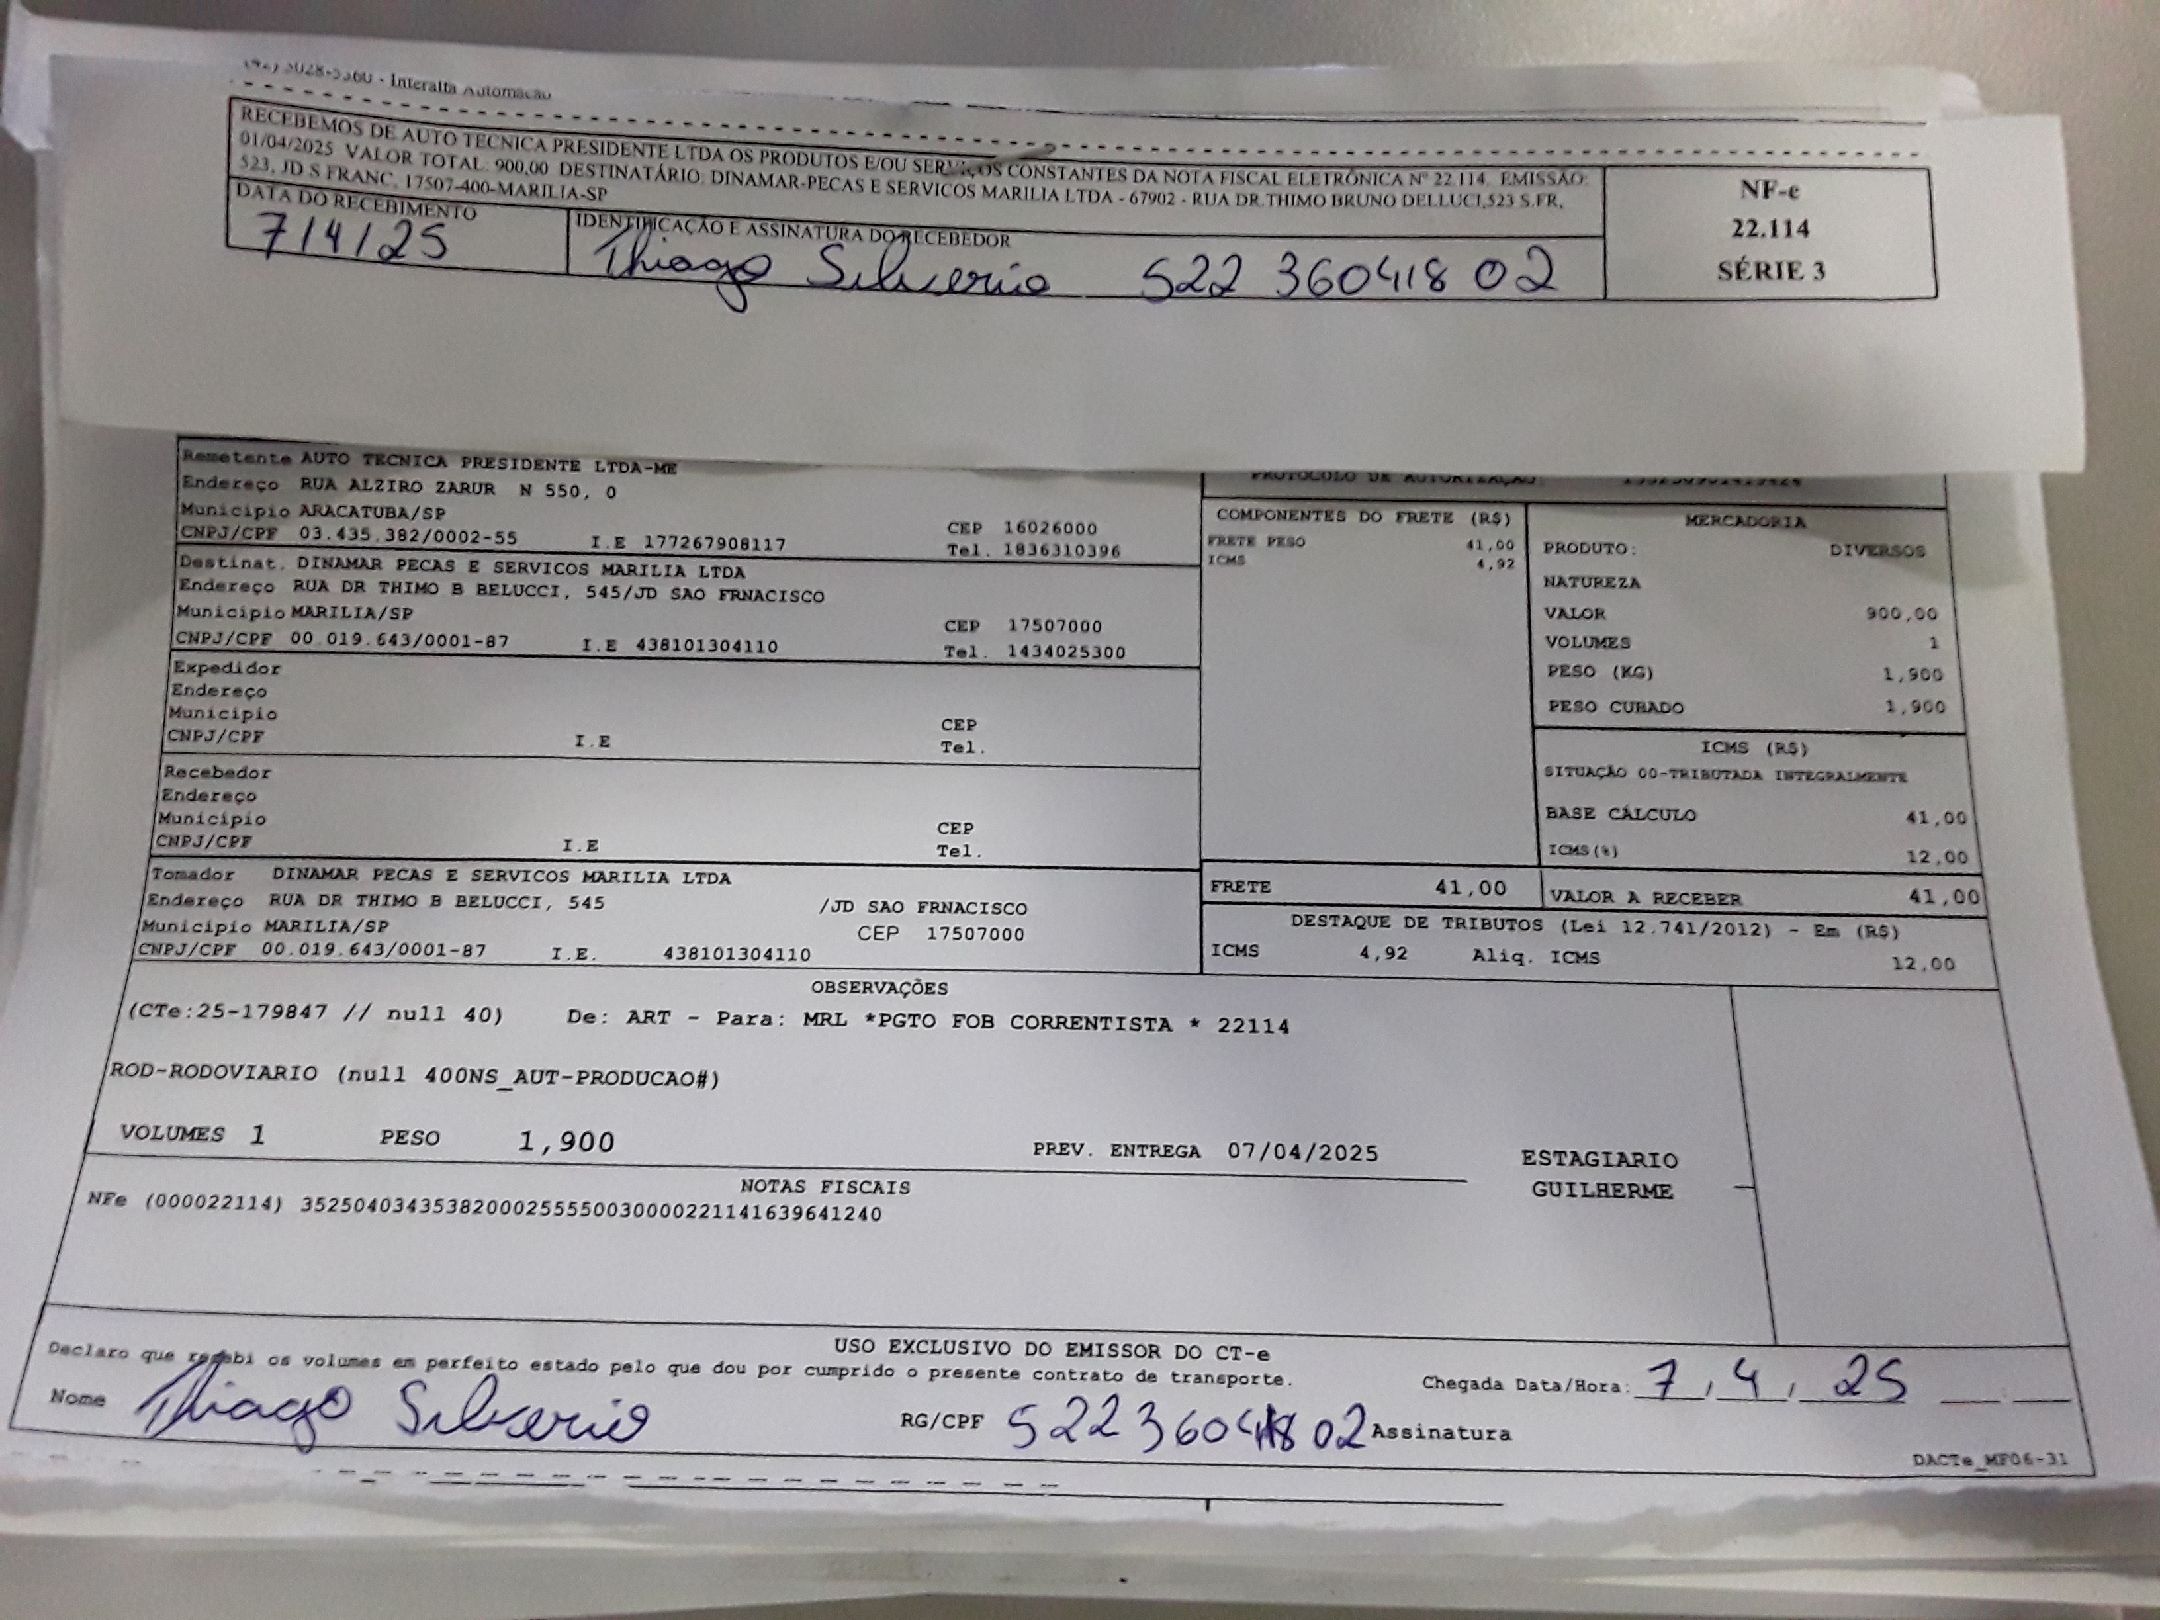 - Interalta Automação
RECEBEMOS DE AUTO TECNICA PRESIDENTE LTDA OS PRODUTOS E/OU SERVIÇOS CONSTANTES DA NOTA FISCAL ELETRÔNICA Nº 22.114. EMISSÃO:
01/04/2025 VALOR TOTAL. 900,00 DESTINATÁRIO: DINAMAR-PECAS E SERVICOS MARILIA LTDA - 67902 - RUA DR.THIMO BRUNO DELLUCI,523 S.FR,
523, JD S FRANC, 17507-400-MARILIA-SP
NF-e
22.114
SÉRIE 3
DATA DO RECEBIMENTO
7/4/25
IDENTIFICAÇÃO E ASSINATURA DO RECEBEDOR
Thiago Silverio 522 360418 02
Remetente AUTO TECNICA PRESIDENTE LTDA-ME
Endereço RUA ALZIRO ZARUR N 550, 0
Município ARACATUBA/SP CEP 16026000
CNPJ/CPF 03.435.382/0002-55 I.E 177267908117 Tel. 1836310396
Destinat. DINAMAR PECAS E SERVICOS MARILIA LTDA
Endereço RUA DR THIMO B BELUCCI, 545/JD SAO FRNACISCO
Município MARILIA/SP CEP 17507000
CNPJ/CPF 00.019.643/0001-87 I.E 438101304110 Tel. 1434025300
Expedidor
Endereço
Município CEP
CNPJ/CPF I.E Tel.
Recebedor
Endereço
Município CEP
CNPJ/CPF I.E Tel.
Tomador DINAMAR PECAS E SERVICOS MARILIA LTDA
Endereço RUA DR THIMO B BELUCCI, 545 /JD SAO FRNACISCO
Município MARILIA/SP CEP 17507000
CNPJ/CPF 00.019.643/0001-87 I.E. 438101304110
PROTOCOLO DE AUTORIZAÇÃO:
COMPONENTES DO FRETE (R$)
FRETE PESO 41,00
ICMS 4,92
MERCADORIA
PRODUTO: DIVERSOS
NATUREZA
VALOR 900,00
VOLUMES 1
PESO (KG) 1,900
PESO CUBADO 1,900
ICMS (R$)
SITUAÇÃO 00-TRIBUTADA INTEGRALMENTE
BASE CÁLCULO 41,00
ICMS(%) 12,00
FRETE 41,00 VALOR A RECEBER 41,00
DESTAQUE DE TRIBUTOS (Lei 12.741/2012) - Em (R$)
ICMS 4,92 Aliq. ICMS 12,00
OBSERVAÇÕES
(CTe:25-179847 // null 40) De: ART - Para: MRL *PGTO FOB CORRENTISTA * 22114
ROD-RODOVIARIO (null 400NS_AUT-PRODUCAO#)
VOLUMES 1 PESO 1,900 PREV. ENTREGA 07/04/2025
ESTAGIARIO
GUILHERME
NOTAS FISCAIS
NFe (000022114) 35250403435382000255550030000221141639641240
USO EXCLUSIVO DO EMISSOR DO CT-e
Declaro que recebi os volumes em perfeito estado pelo que dou por cumprido o presente contrato de transporte.
Chegada Data/Hora: 7, 4, 25
Nome Thiago Silverio RG/CPF 522360418 02 Assinatura
DACTe_MF06-31